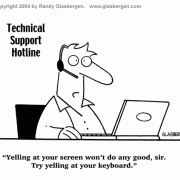 opyright 2004 by Randy Glasbergen. www.glasbergen.com
Technical
Support
Hotline
GLASBERGEN
"Yelling at your screen won't do any good, sir.
Try yelling at your keyboard."